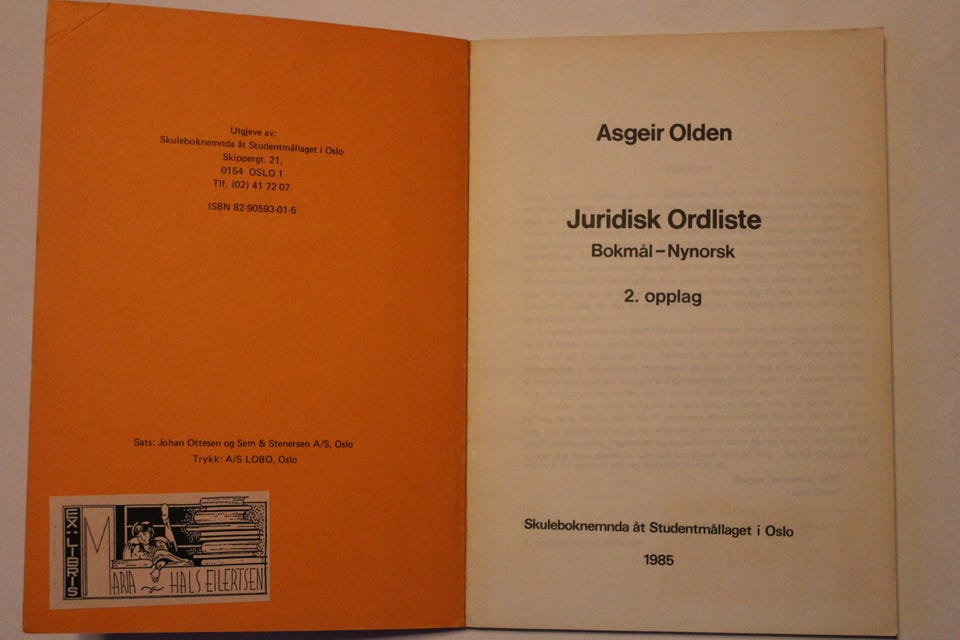 Utgjeve av:
Skuleboknemnda åt Studentmållaget i Oslo
Skippergt. 21,
0154 OSLO 1
Tlf. (02) 41 72 07
ISBN 82-90593-01-5
Sats: Johan Ottesen og Sem & Stenersen A/S, Oslo
Trykk: A/S LOBO, Oslo
EX-LIBRIS
MARIA HALS EILERTSEN
Asgeir Olden
Juridisk Ordliste
Bokmål – Nynorsk
2. opplag
Skuleboknemnda åt Studentmållaget i Oslo
1985